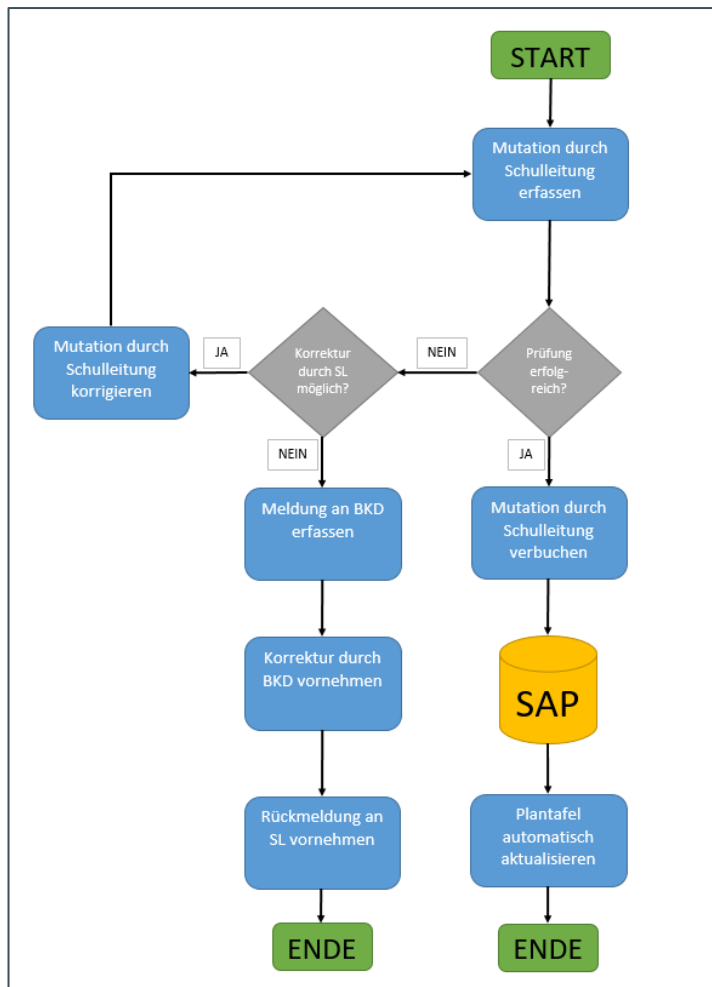 START
Mutation durch
Schulleitung
erfassen
Mutation durch
Schulleitung
korrigieren
JA
Korrektur
durch SL
möglich?
NEIN
Prüfung
erfolg-
reich?
NEIN
JA
Meldung an BKD
erfassen
Mutation durch
Schulleitung
verbuchen
Korrektur durch
BKD vornehmen
SAP
Rückmeldung an
SL vornehmen
Plantafel
automatisch
aktualisieren
ENDE
ENDE